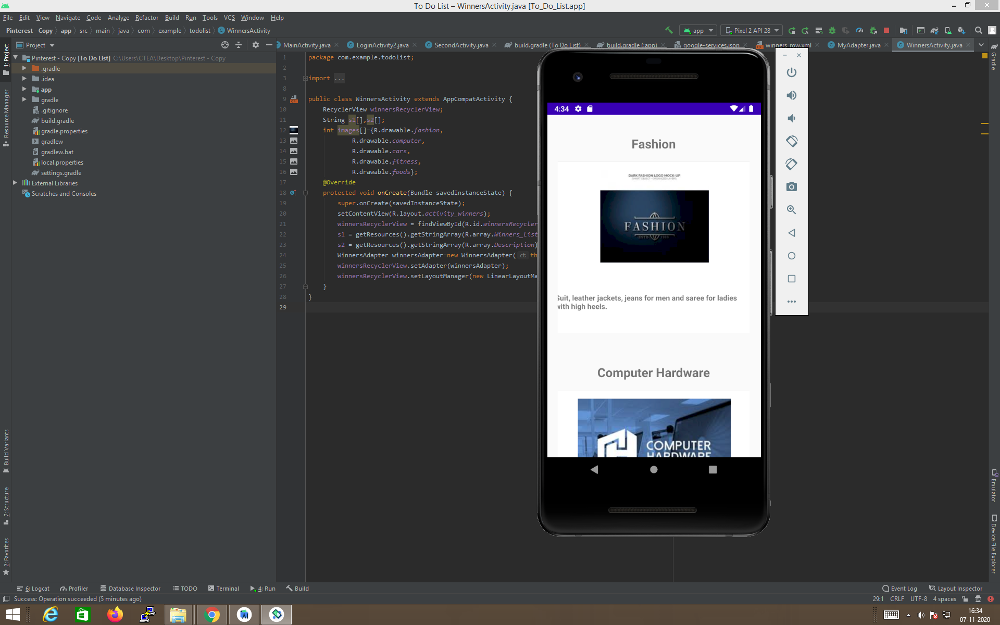 To Do List – WinnersActivity.java [To_Do_List.app]
File Edit View Navigate Code Analyze Refactor Build Run Tools VCS Window Help
Pinterest - Copy app src main java com example todolist WinnersActivity
app Pixel 2 API 28
Project
MainActivity.java LoginActivity2.java SecondActivity.java build.gradle (To Do List) build.gradle (:app) google-services.json winners_row.xml MyAdapter.java WinnersActivity.java
1: Project
Resource Manager
Build Variants
7: Structure
2: Favorites
Pinterest - Copy [To Do List] C:\Users\CTEA\Desktop\Pinterest - Copy
.gradle
.idea
app
gradle
.gitignore
build.gradle
gradle.properties
gradlew
gradlew.bat
local.properties
settings.gradle
External Libraries
Scratches and Consoles
1 package com.example.todolist;
2
3 import ...
8
9 public class WinnersActivity extends AppCompatActivity {
10 RecyclerView winnersRecyclerView;
11 String s1[],s2[];
12 int images[]={R.drawable.fashion,
13 R.drawable.computer,
14 R.drawable.cars,
15 R.drawable.fitness,
16 R.drawable.foods};
17 @Override
18 protected void onCreate(Bundle savedInstanceState) {
19 super.onCreate(savedInstanceState);
20 setContentView(R.layout.activity_winners);
21 winnersRecyclerView = findViewById(R.id.winnersRecycler
22 s1 = getResources().getStringArray(R.array.Winners_List
23 s2 = getResources().getStringArray(R.array.Description)
24 WinnersAdapter winnersAdapter=new WinnersAdapter( ct: th
25 winnersRecyclerView.setAdapter(winnersAdapter);
26 winnersRecyclerView.setLayoutManager(new LinearLayoutMa
27 }
28 }
29
4:34
Fashion
DARK FASHION LOGO MOCK-UP
FASHION
Suit, leather jackets, jeans for men and saree for ladies
with high heels.
Computer Hardware
COMPUTER
HARDWARE
Gradle
Emulator
Device File Explorer
6: Logcat Profiler Database Inspector TODO Terminal 4: Run Build Event Log Layout Inspector
Success: Operation succeeded (5 minutes ago) 29:1 CRLF UTF-8 4 spaces
16:34
07-11-2020